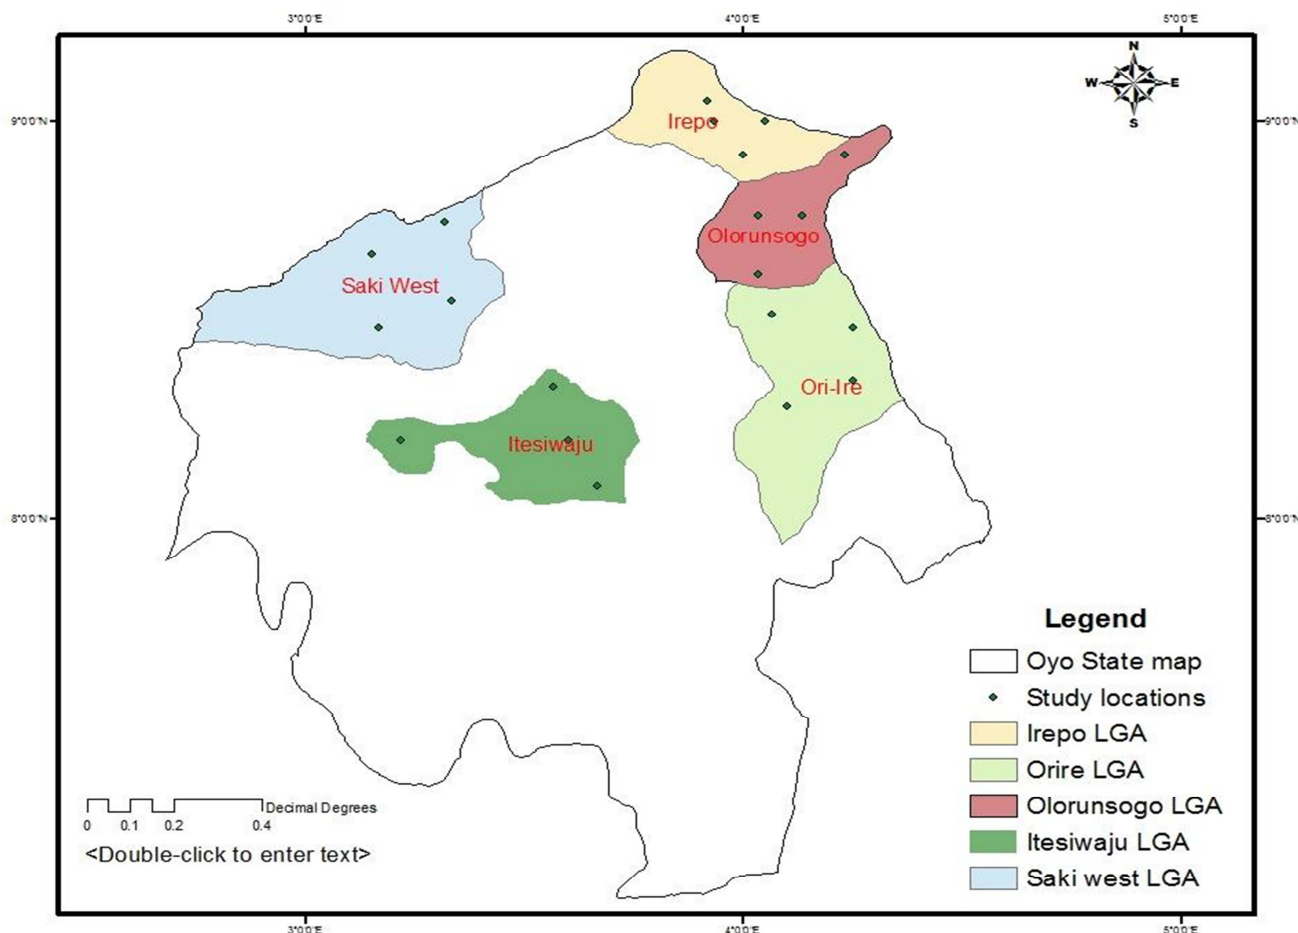 3°0'0"E 4°0'0"E 5°0'0"E
N
W E
S
9°0'0"N 9°0'0"N
Irepo
Olorunsogo
Saki West
Ori-Ire
Itesiwaju
8°0'0"N 8°0'0"N
Legend
Oyo State map
Study locations
Irepo LGA
Orire LGA
Olorunsogo LGA
Itesiwaju LGA
Saki west LGA
Decimal Degrees
0 0.1 0.2 0.4
<Double-click to enter text>
3°0'0"E 4°0'0"E 5°0'0"E